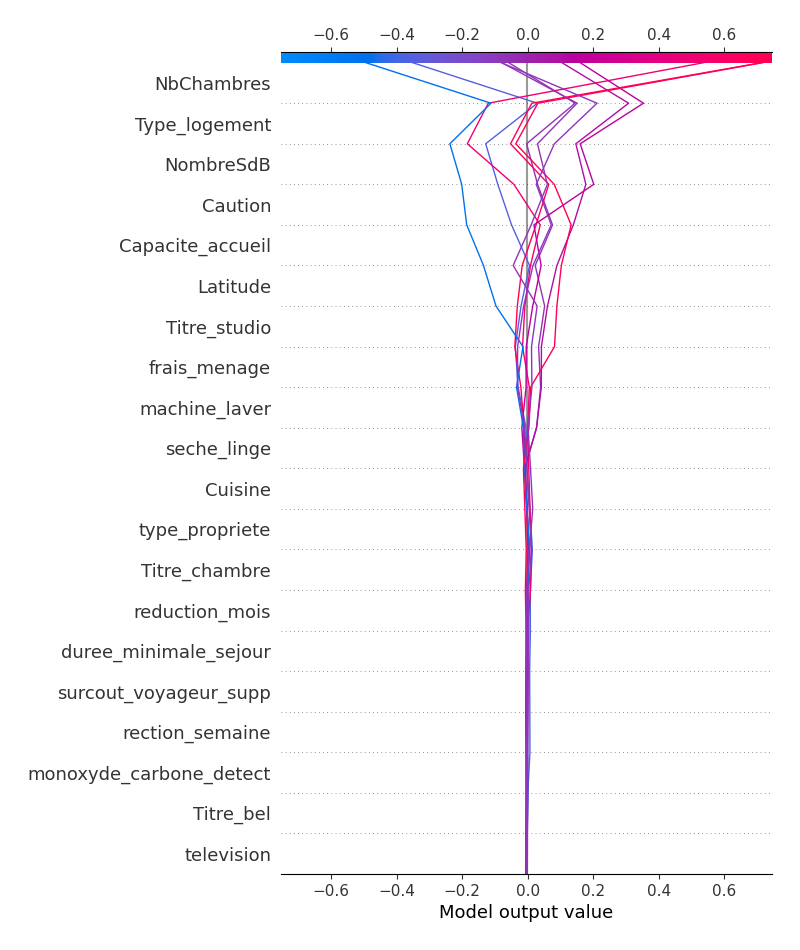 −0.6 −0.4 −0.2 0.0 0.2 0.4 0.6
NbChambres
Type_logement
NombreSdB
Caution
Capacite_accueil
Latitude
Titre_studio
frais_menage
machine_laver
seche_linge
Cuisine
type_propriete
Titre_chambre
reduction_mois
duree_minimale_sejour
surcout_voyageur_supp
rection_semaine
monoxyde_carbone_detect
Titre_bel
television
−0.6 −0.4 −0.2 0.0 0.2 0.4 0.6
Model output value